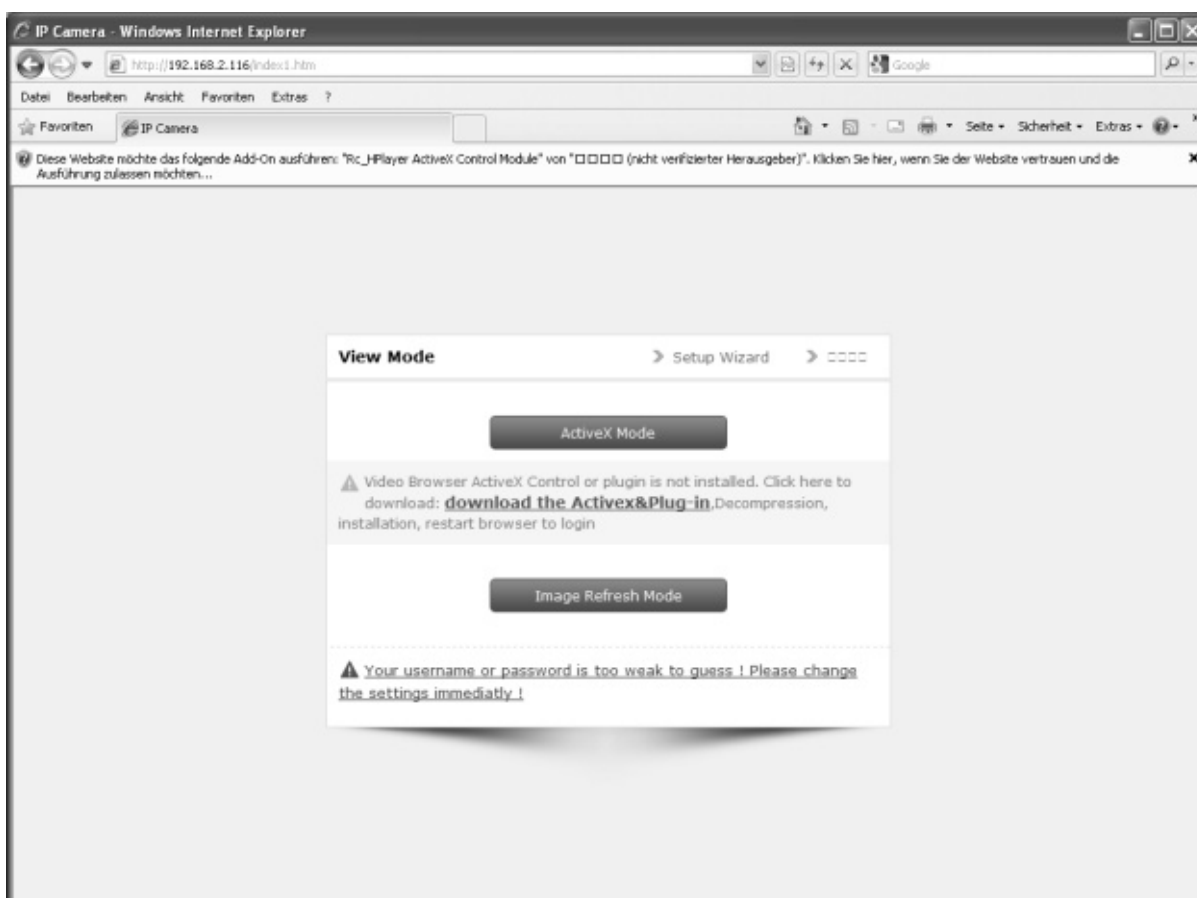 IP Camera - Windows Internet Explorer
http://192.168.2.116/index1.htm
Google
Datei Bearbeiten Ansicht Favoriten Extras ?
Favoriten IP Camera Seite Sicherheit Extras
Diese Website möchte das folgende Add-On ausführen: "Rc_HPlayer ActiveX Control Module" von "□□□□ (nicht verifizierter Herausgeber)". Klicken Sie hier, wenn Sie der Website vertrauen und die
Ausführung zulassen möchten...
View Mode Setup Wizard □□□□
ActiveX Mode
Video Browser ActiveX Control or plugin is not installed. Click here to
download: download the Activex&Plug-in,Decompression,
installation, restart browser to login
Image Refresh Mode
Your username or password is too weak to guess ! Please change
the settings immediatly !